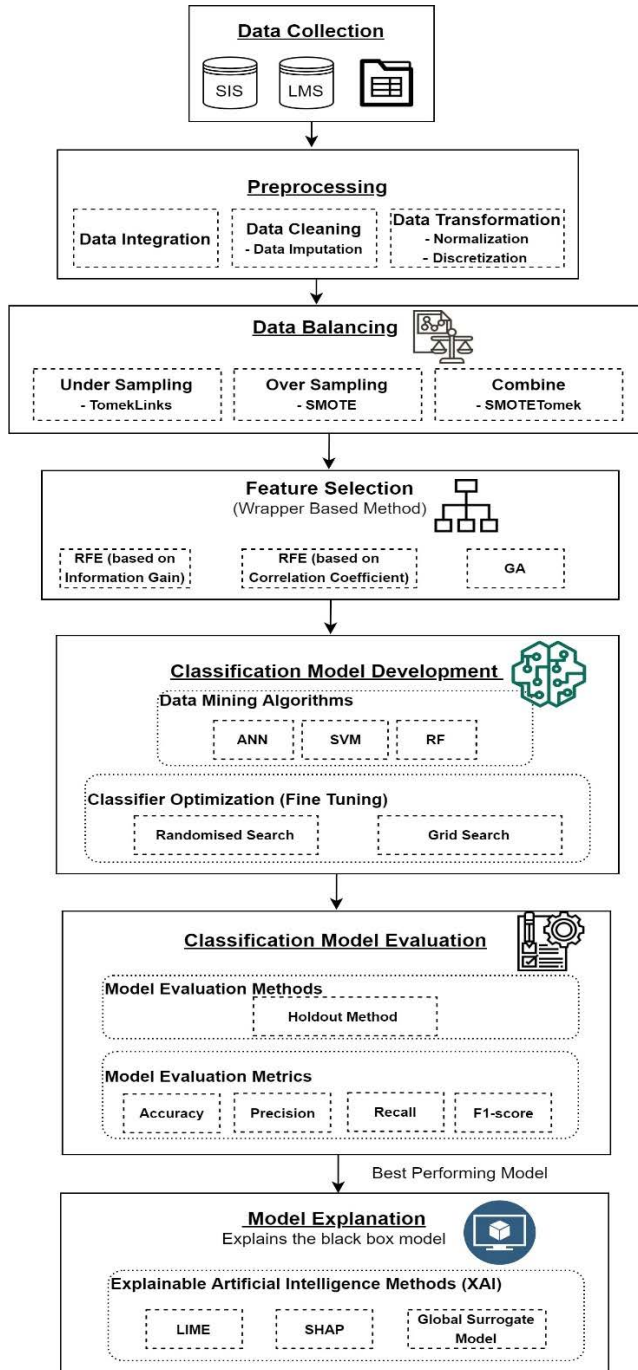 Data Collection
SIS
LMS
Preprocessing
Data Integration
Data Cleaning
- Data Imputation
Data Transformation
- Normalization
- Discretization
Data Balancing
Under Sampling
- TomekLinks
Over Sampling
- SMOTE
Combine
- SMOTETomek
Feature Selection
(Wrapper Based Method)
RFE (based on
Information Gain)
RFE (based on
Correlation Coefficient)
GA
Classification Model Development
Data Mining Algorithms
ANN
SVM
RF
Classifier Optimization (Fine Tuning)
Randomised Search
Grid Search
Classification Model Evaluation
Model Evaluation Methods
Holdout Method
Model Evaluation Metrics
Accuracy
Precision
Recall
F1-score
Best Performing Model
Model Explanation
Explains the black box model
Explainable Artificial Intelligence Methods (XAI)
LIME
SHAP
Global Surrogate
Model